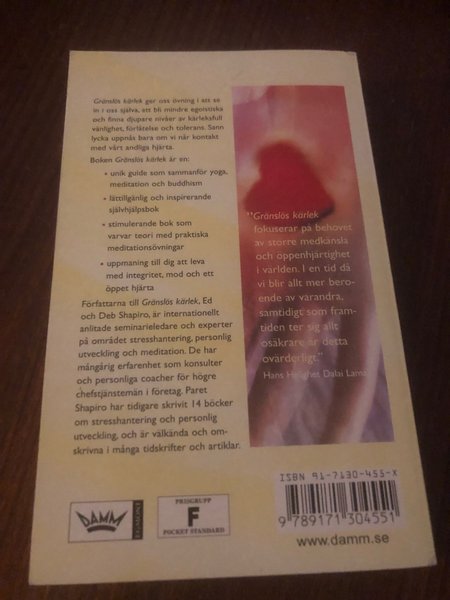 Gränslös kärlek ger oss övning i att se
in i oss själva, att bli mindre egoistiska
och finna djupare nivåer av kärleksfull
vänlighet, förlåtelse och tolerans. Sann
lycka uppnås bara om vi når kontakt
med vårt andliga hjärta.
Boken Gränslös kärlek är en:
• unik guide som sammanför yoga,
meditation och buddhism
• lättillgänlig och inspirerande
självhjälpsbok
• stimulerande bok som
varvar teori med praktiska
meditationsövningar
• uppmaning till dig att leva
med integritet, mod och ett
öppet hjärta
Författarna till Gränslös kärlek, Ed
och Deb Shapiro, är internationellt
anlitade seminarieledare och experter
på området stresshantering, personlig
utveckling och meditation. De har
mångårig erfarenhet som konsulter
och personliga coacher för högre
chefstjänstemän i företag. Paret
Shapiro har tidigare skrivit 14 böcker
om stresshantering och personlig
utveckling, och är välkända och om-
skrivna i många tidskrifter och artiklar.
"Gränslös kärlek
fokuserar på behovet
av större medkänsla
och öppenhjärtighet
i världen. I en tid då
vi blir allt mer bero-
ende av varandra,
samtidigt som fram-
tiden ter sig allt
osäkrare är detta
ovärderligt."
Hans Helighet Dalai Lama
DAMM
EGMONT
PRISGRUPP
F
POCKET STANDARD
ISBN 91-7130-455-X
9 789171 304551
www.damm.se